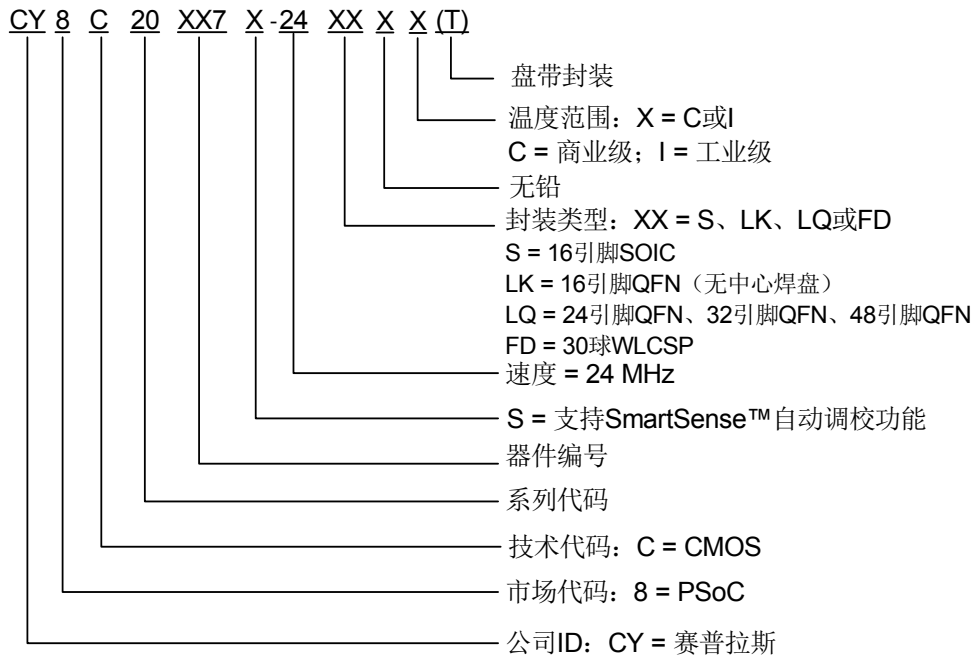 CY 8 C 20 XX7 X -24 XX X X (T)
盘带封装
温度范围：X = C或I
C = 商业级；I = 工业级
无铅
封装类型：XX = S、LK、LQ或FD
S = 16引脚SOIC
LK = 16引脚QFN（无中心焊盘）
LQ = 24引脚QFN、32引脚QFN、48引脚QFN
FD = 30球WLCSP
速度 = 24 MHz
S = 支持SmartSense™自动调校功能
器件编号
系列代码
技术代码：C = CMOS
市场代码：8 = PSoC
公司ID：CY = 赛普拉斯